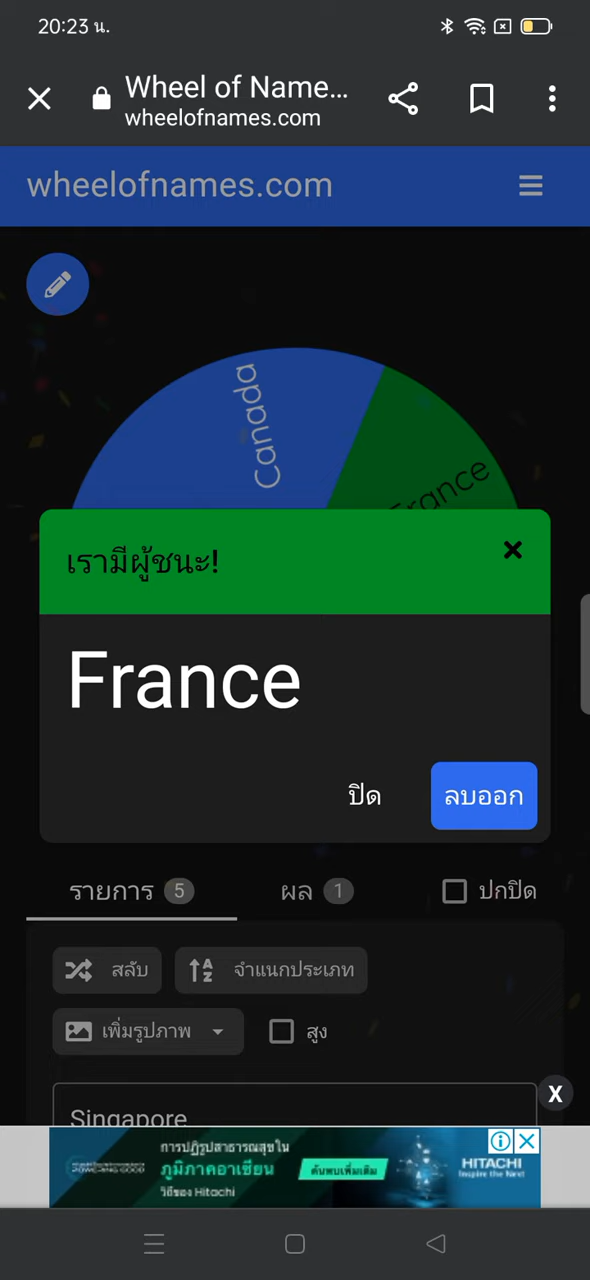 20:23 น.
Wheel of Name...
wheelofnames.com
wheelofnames.com
Canada
France
เรามีผู้ชนะ!
France
ปิด
ลบออก
รายการ 5
ผล 1
ปกปิด
สลับ
จำแนกประเภท
เพิ่มรูปภาพ
สูง
Singapore
X
การปฏิรูปสาธารณสุขใน
ภูมิภาคอาเซียน
วิถีของ Hitachi
ค้นพบเพิ่มเติม
HITACHI
Inspire the Next